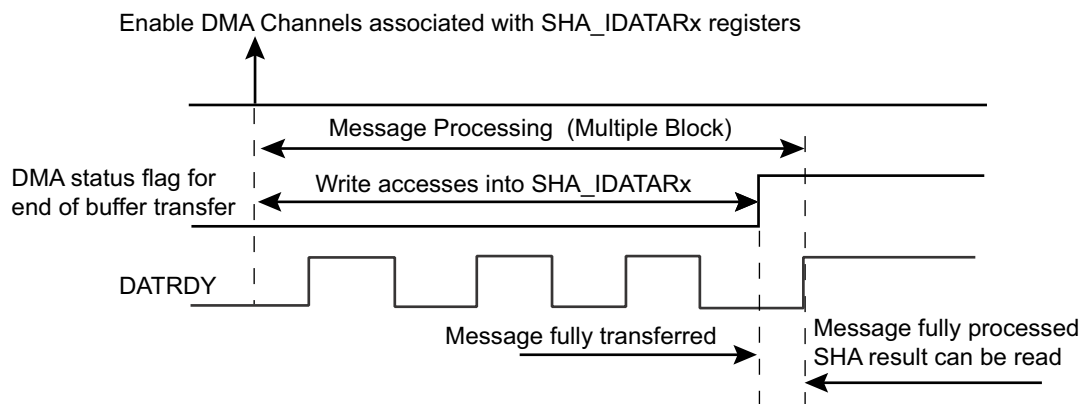 Enable DMA Channels associated with SHA_IDATARx registers
Message Processing (Multiple Block)
DMA status flag for
end of buffer transfer
Write accesses into SHA_IDATARx
DATRDY
Message fully transferred
Message fully processed
SHA result can be read